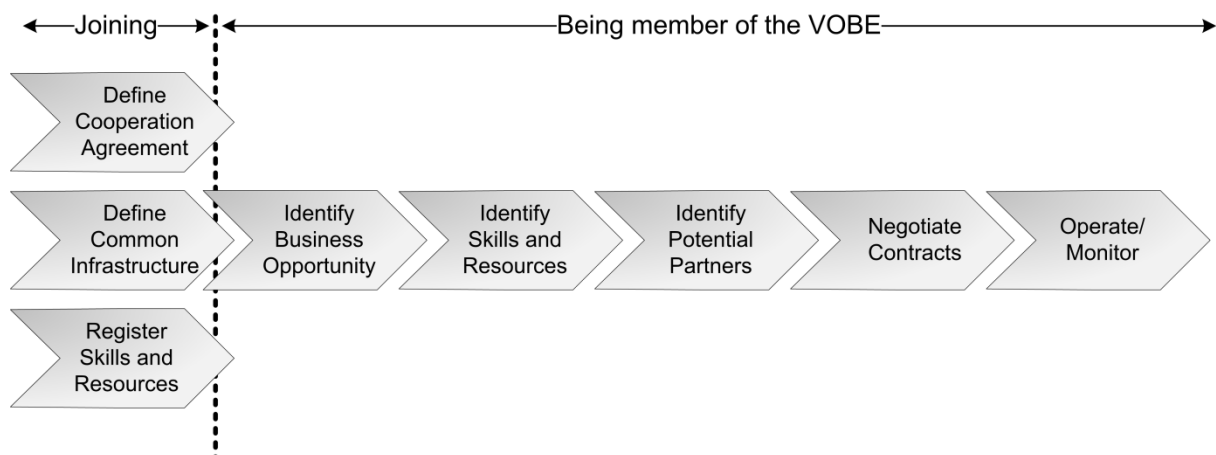 Joining
Being member of the VOBE
Define
Cooperation
Agreement
Define
Common
Infrastructure
Identify
Business
Opportunity
Identify
Skills and
Resources
Identify
Potential
Partners
Negotiate
Contracts
Operate/
Monitor
Register
Skills and
Resources